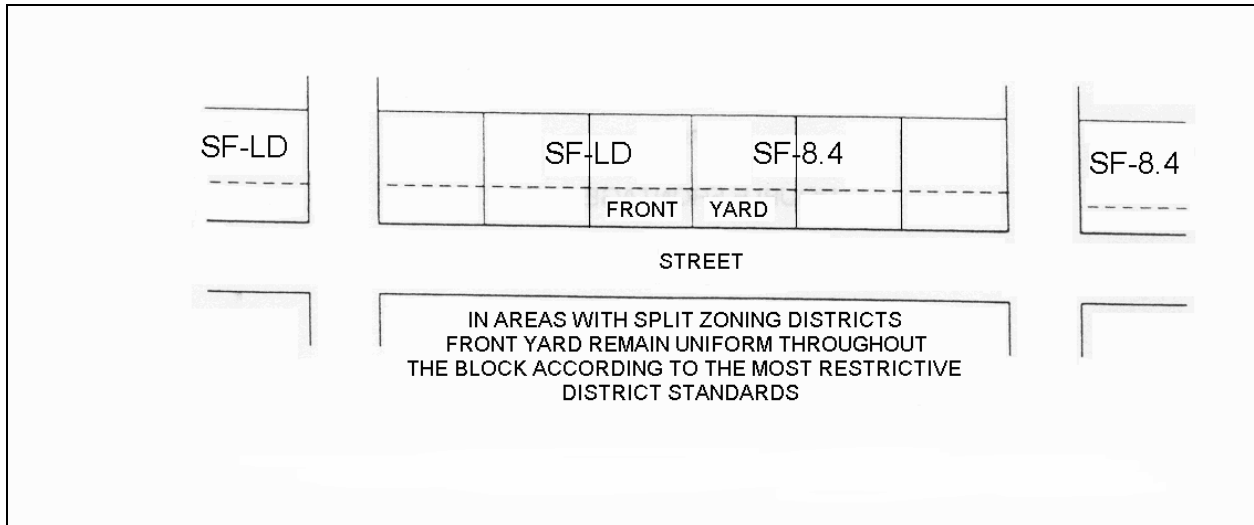 SF-LD
SF-LD
SF-8.4
SF-8.4
FRONT YARD
STREET
IN AREAS WITH SPLIT ZONING DISTRICTS
FRONT YARD REMAIN UNIFORM THROUGHOUT
THE BLOCK ACCORDING TO THE MOST RESTRICTIVE
DISTRICT STANDARDS